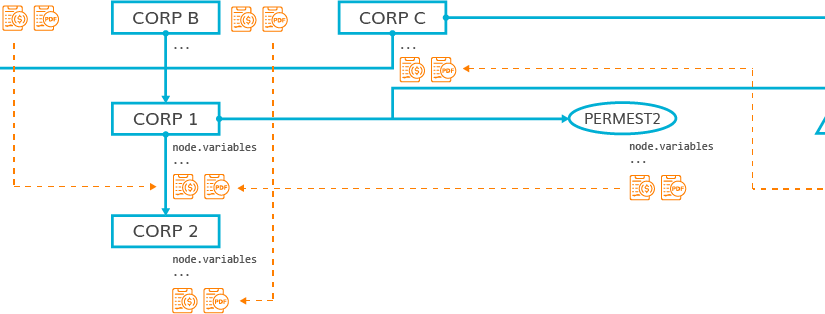 ($) PDF
CORP B
($) PDF
CORP C
...
...
($) PDF
CORP 1
PERMEST2
node.variables
...
node.variables
...
($) PDF
($) PDF
CORP 2
node.variables
...
($) PDF